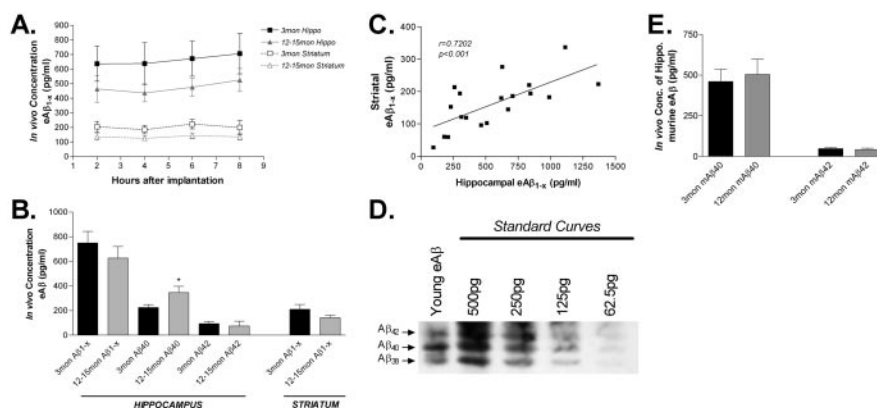 A.
In vivo Concentration
eAβ1-x
(pg/ml)
900
800
700
600
500
400
300
200
100
0
1 2 3 4 5 6 7 8 9
Hours after implantation
3mon Hippo
12-15mon Hippo
3mon Striatum
12-15mon Striatum
B.
In vivo Concentration
eAβ
(pg/ml)
800
600
400
200
0
*
3mon Aβ1-x
12-15mon Aβ1-x
3mon Aβ40
12-15mon Aβ40
3mon Aβ42
12-15mon Aβ42
3mon Aβ1-x
12-15mon Aβ1-x
HIPPOCAMPUS
STRIATUM
C.
Striatal
eAβ1-x
(pg/ml)
400
300
200
100
0
r=0.7202
p<0.001
0 250 500 750 1000 1250 1500
Hippocampal eAβ1-x (pg/ml)
D.
Standard Curves
Young eAβ
500pg
250pg
125pg
62.5pg
Aβ42
Aβ40
Aβ38
E.
In vivo Conc. of Hippo.
murine eAβ
(pg/ml)
700
600
500
400
300
200
100
0
3mon mAβ40
12mon mAβ40
3mon mAβ42
12mon mAβ42